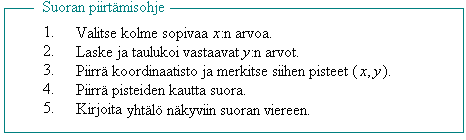 Suoran piirtämisohje
1. Valitse kolme sopivaa x:n arvoa.
2. Laske ja taulukoi vastaavat y:n arvot.
3. Piirrä koordinaatisto ja merkitse siihen pisteet (x, y).
4. Piirrä pisteiden kautta suora.
5. Kirjoita yhtälö näkyviin suoran viereen.